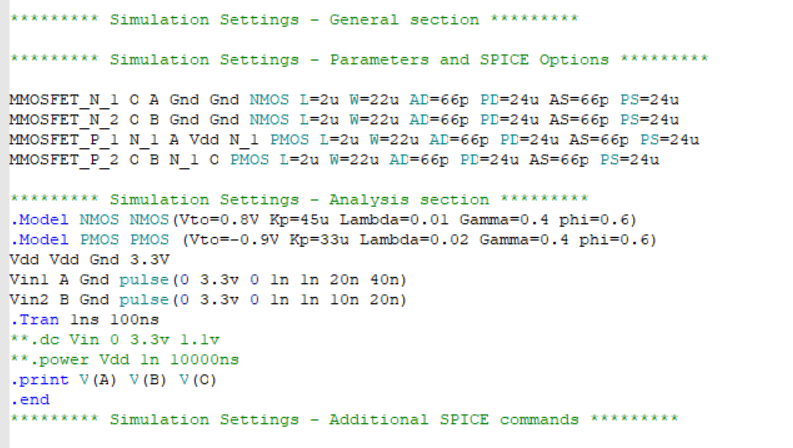 ********* Simulation Settings - General section *********
********* Simulation Settings - Parameters and SPICE Options *********
MMOSFET_N_1 O A Gnd Gnd NMOS L=2u W=22u AD=66p PD=24u AS=66p PS=24u
MMOSFET_N_2 O B Gnd Gnd NMOS L=2u W=22u AD=66p PD=24u AS=66p PS=24u
MMOSFET_P_1 N_1 A Vdd N_1 PMOS L=2u W=22u AD=66p PD=24u AS=66p PS=24u
MMOSFET_P_2 O B N_1 O PMOS L=2u W=22u AD=66p PD=24u AS=66p PS=24u
********* Simulation Settings - Analysis section *********
.Model NMOS NMOS(Vto=0.8V Kp=45u Lambda=0.01 Gamma=0.4 phi=0.6)
.Model PMOS PMOS (Vto=-0.9V Kp=33u Lambda=0.02 Gamma=0.4 phi=0.6)
Vdd Vdd Gnd 3.3V
Vin1 A Gnd pulse(0 3.3v 0 1n 1n 20n 40n)
Vin2 B Gnd pulse(0 3.3v 0 1n 1n 10n 20n)
.Tran 1ns 100ns
**.dc Vin 0 3.3v 1.1v
**.power Vdd 1n 10000ns
.print V(A) V(B) V(O)
.end
********* Simulation Settings - Additional SPICE commands *********